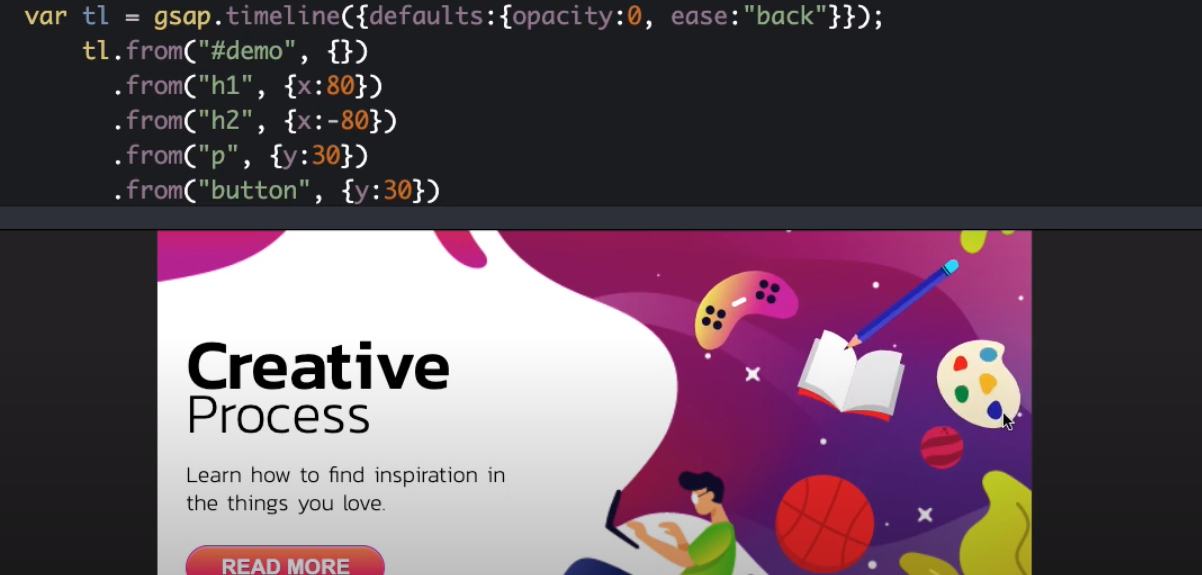 var tl = gsap.timeline({defaults:{opacity:0, ease:"back"}});
tl.from("#demo", {})
.from("h1", {x:80})
.from("h2", {x:-80})
.from("p", {y:30})
.from("button", {y:30})
Creative
Process
Learn how to find inspiration in
the things you love.
READ MORE